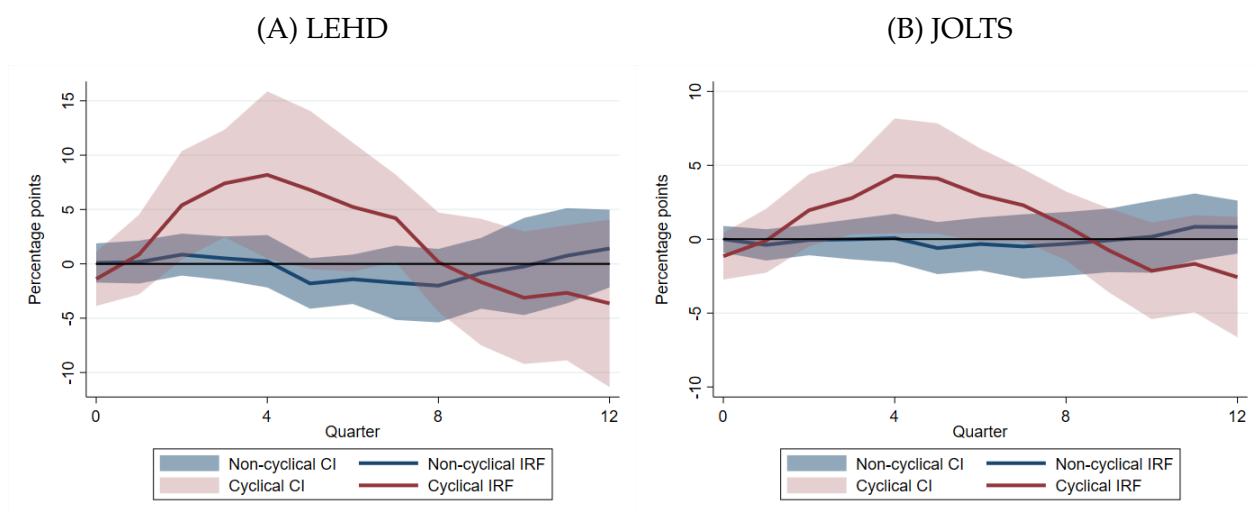 (A) LEHD
Percentage points
15
10
5
0
-5
-10
0 4 8 12
Quarter
Non-cyclical CI Non-cyclical IRF
Cyclical CI Cyclical IRF
(B) JOLTS
Percentage points
10
5
0
-5
-10
0 4 8 12
Quarter
Non-cyclical CI Non-cyclical IRF
Cyclical CI Cyclical IRF